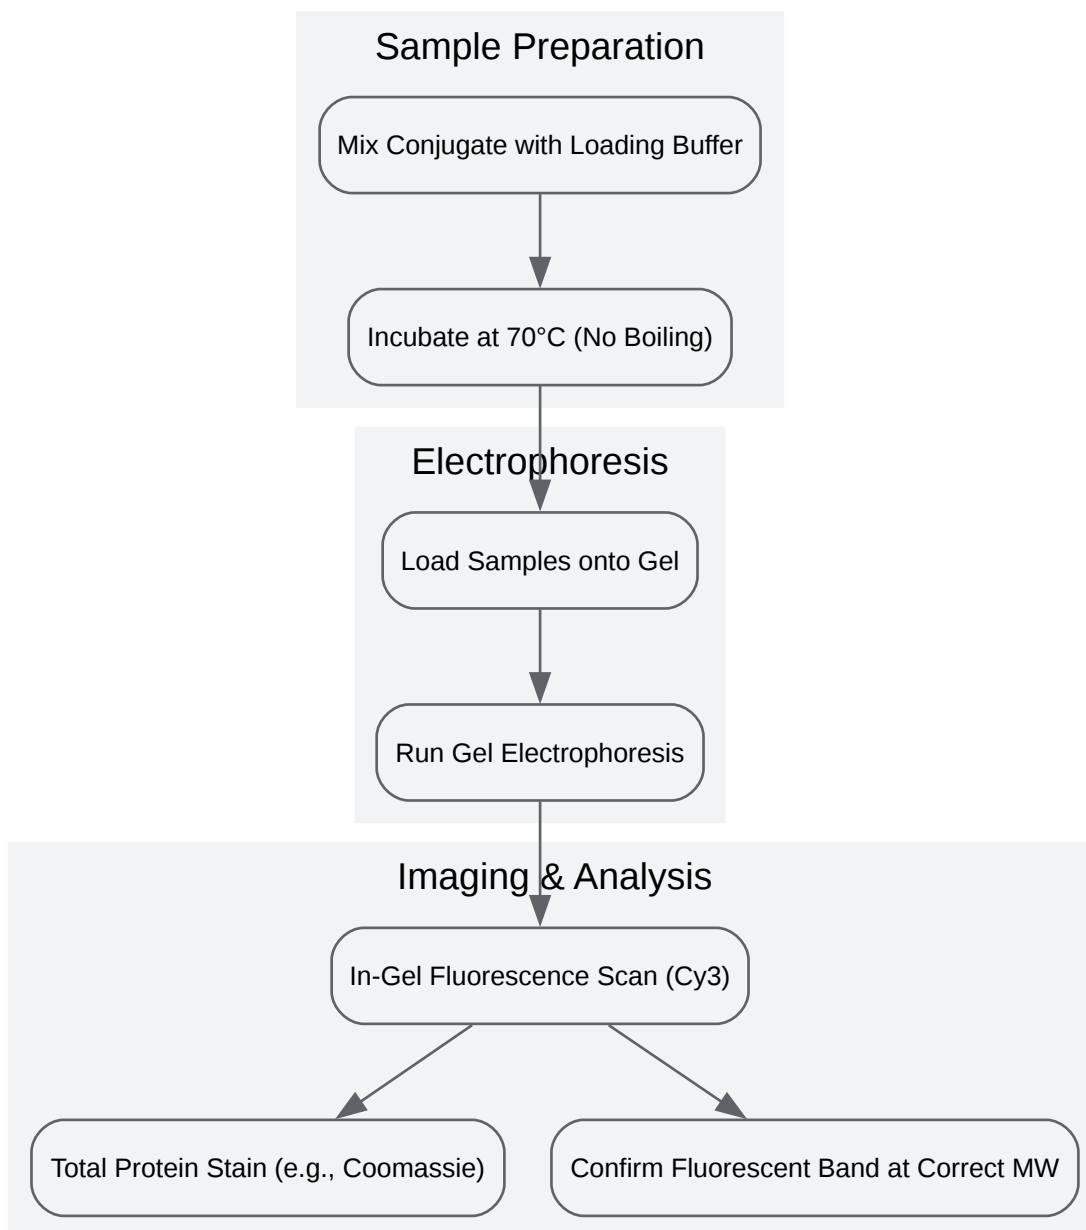 Sample Preparation
Mix Conjugate with Loading Buffer
Incubate at 70°C (No Boiling)
Electrophoresis
Load Samples onto Gel
Run Gel Electrophoresis
Imaging & Analysis
In-Gel Fluorescence Scan (Cy3)
Total Protein Stain (e.g., Coomassie)
Confirm Fluorescent Band at Correct MW